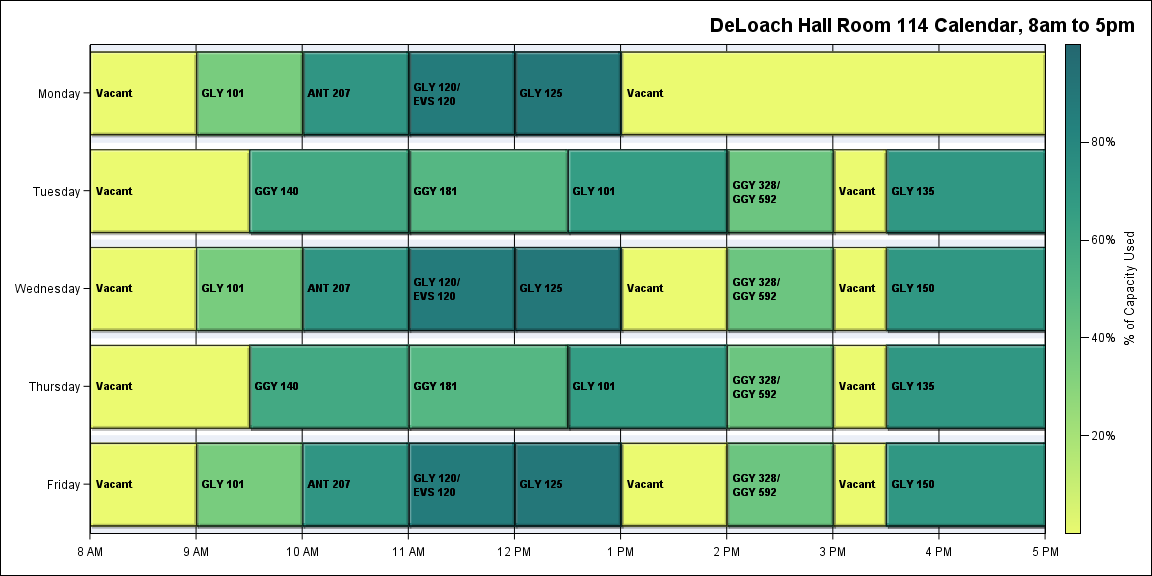 DeLoach Hall Room 114 Calendar, 8am to 5pm
Monday
Vacant
GLY 101
ANT 207
GLY 120/
EVS 120
GLY 125
Vacant
Tuesday
Vacant
GGY 140
GGY 181
GLY 101
GGY 328/
GGY 592
Vacant
GLY 135
Wednesday
Vacant
GLY 101
ANT 207
GLY 120/
EVS 120
GLY 125
Vacant
GGY 328/
GGY 592
Vacant
GLY 150
Thursday
Vacant
GGY 140
GGY 181
GLY 101
GGY 328/
GGY 592
Vacant
GLY 135
Friday
Vacant
GLY 101
ANT 207
GLY 120/
EVS 120
GLY 125
Vacant
GGY 328/
GGY 592
Vacant
GLY 150
8 AM
9 AM
10 AM
11 AM
12 PM
1 PM
2 PM
3 PM
4 PM
5 PM
80%
60%
40%
20%
% of Capacity Used